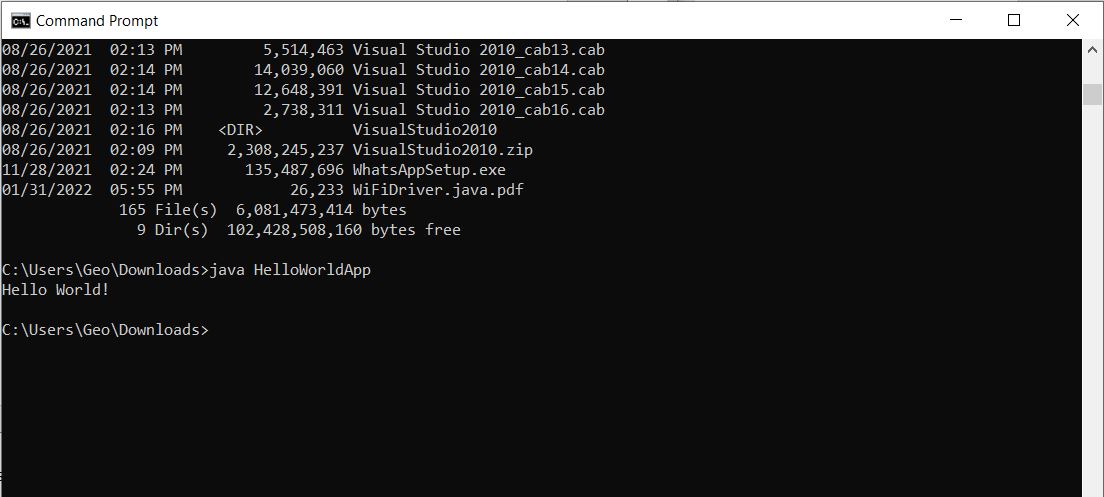 Command Prompt
08/26/2021  02:13 PM         5,514,463 Visual Studio 2010_cab13.cab
08/26/2021  02:14 PM        14,039,060 Visual Studio 2010_cab14.cab
08/26/2021  02:14 PM        12,648,391 Visual Studio 2010_cab15.cab
08/26/2021  02:13 PM         2,738,311 Visual Studio 2010_cab16.cab
08/26/2021  02:16 PM    <DIR>          VisualStudio2010
08/26/2021  02:09 PM     2,308,245,237 VisualStudio2010.zip
11/28/2021  02:24 PM       135,487,696 WhatsAppSetup.exe
01/31/2022  05:55 PM            26,233 WiFiDriver.java.pdf
             165 File(s)  6,081,473,414 bytes
               9 Dir(s)  102,428,508,160 bytes free
C:\Users\Geo\Downloads>java HelloWorldApp
Hello World!
C:\Users\Geo\Downloads>